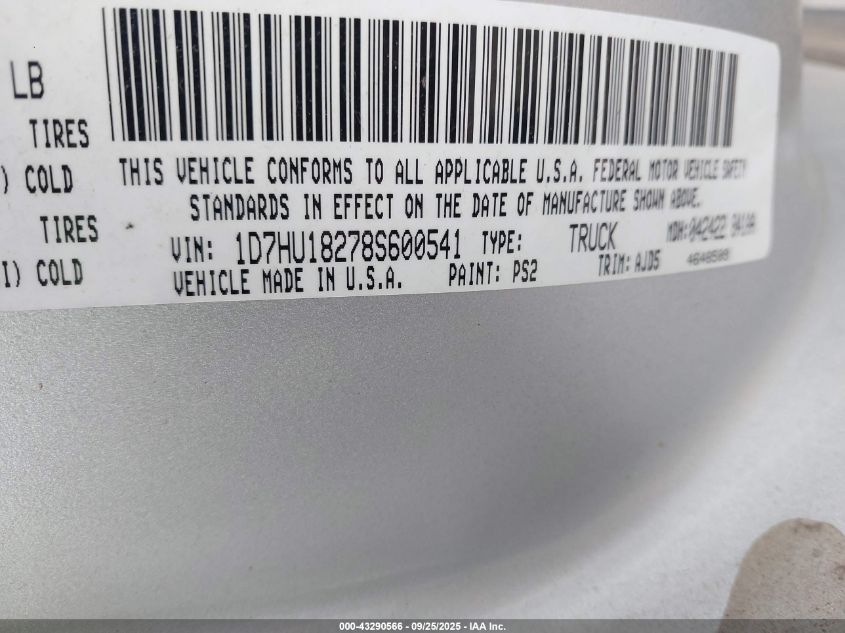 LB
TIRES
) COLD
TIRES
I) COLD
THIS VEHICLE CONFORMS TO ALL APPLICABLE U.S.A. FEDERAL MOTOR VEHICLE SAFETY
STANDARDS IN EFFECT ON THE DATE OF MANUFACTURE SHOWN ABOVE.
VIN: 1D7HU18278S600541 TYPE: TRUCK MDH:
VEHICLE MADE IN U.S.A. PAINT: PS2 TRIM: AJD5
000-43290566 - 09/25/2025 - IAA Inc.